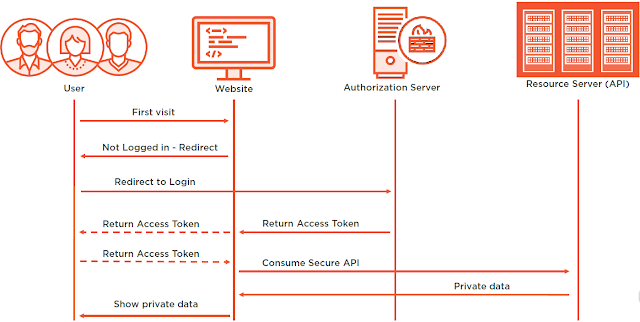 User
Website
Authorization Server
Resource Server (API)
First visit
Not Logged in - Redirect
Redirect to Login
Return Access Token
Return Access Token
Return Access Token
Consume Secure API
Private data
Show private data